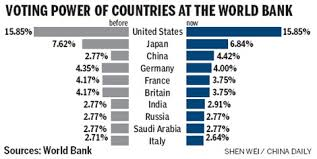 VOTING POWER OF COUNTRIES AT THE WORLD BANK
before now
15.85% United States 15.85%
7.62% Japan 6.84%
2.77% China 4.42%
4.35% Germany 4.00%
4.17% France 3.75%
4.17% Britain 3.75%
2.77% India 2.91%
2.77% Russia 2.77%
2.77% Saudi Arabia 2.77%
2.71% Italy 2.64%
Sources: World Bank SHEN WEI / CHINA DAILY